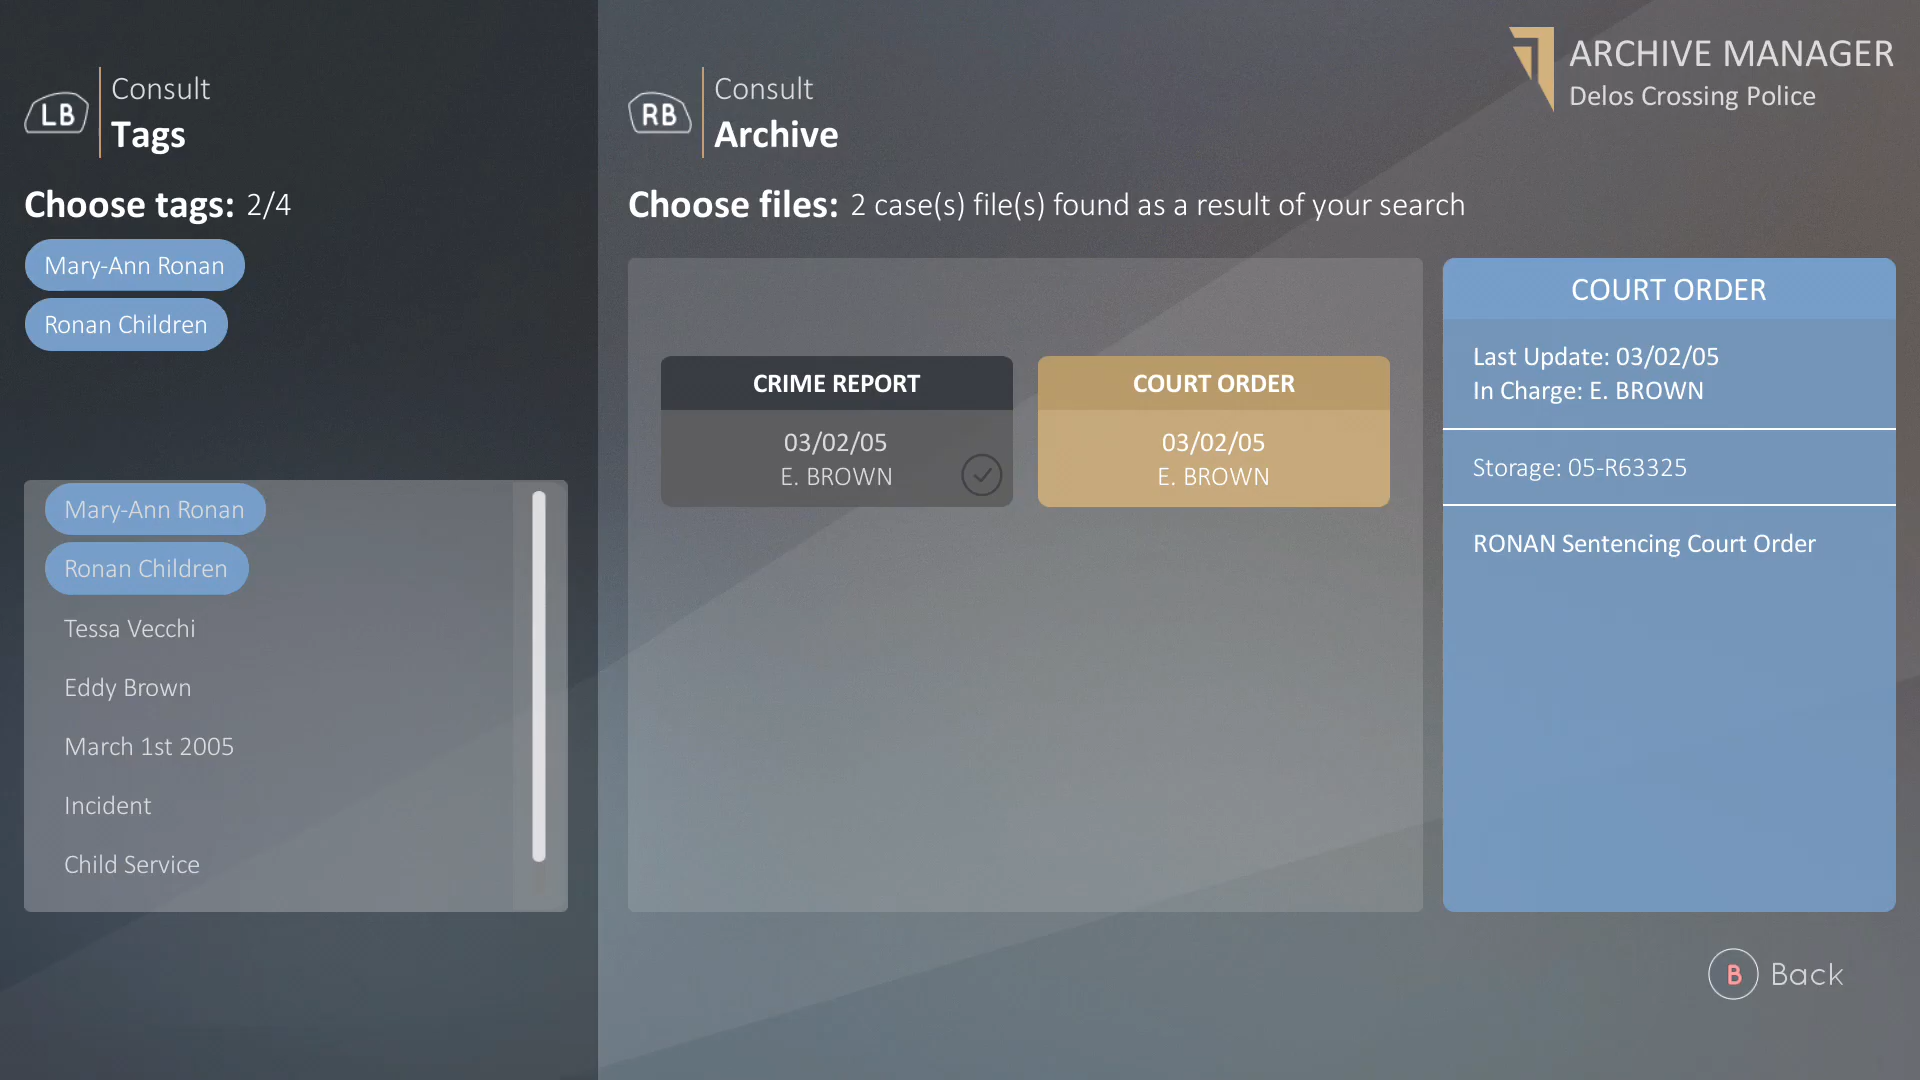 LB
Consult
Tags
Choose tags: 2/4
Mary-Ann Ronan
Ronan Children
Mary-Ann Ronan
Ronan Children
Tessa Vecchi
Eddy Brown
March 1st 2005
Incident
Child Service
RB
Consult
Archive
Choose files: 2 case(s) file(s) found as a result of your search
CRIME REPORT
03/02/05
E. BROWN
COURT ORDER
03/02/05
E. BROWN
ARCHIVE MANAGER
Delos Crossing Police
COURT ORDER
Last Update: 03/02/05
In Charge: E. BROWN
Storage: 05-R63325
RONAN Sentencing Court Order
B Back